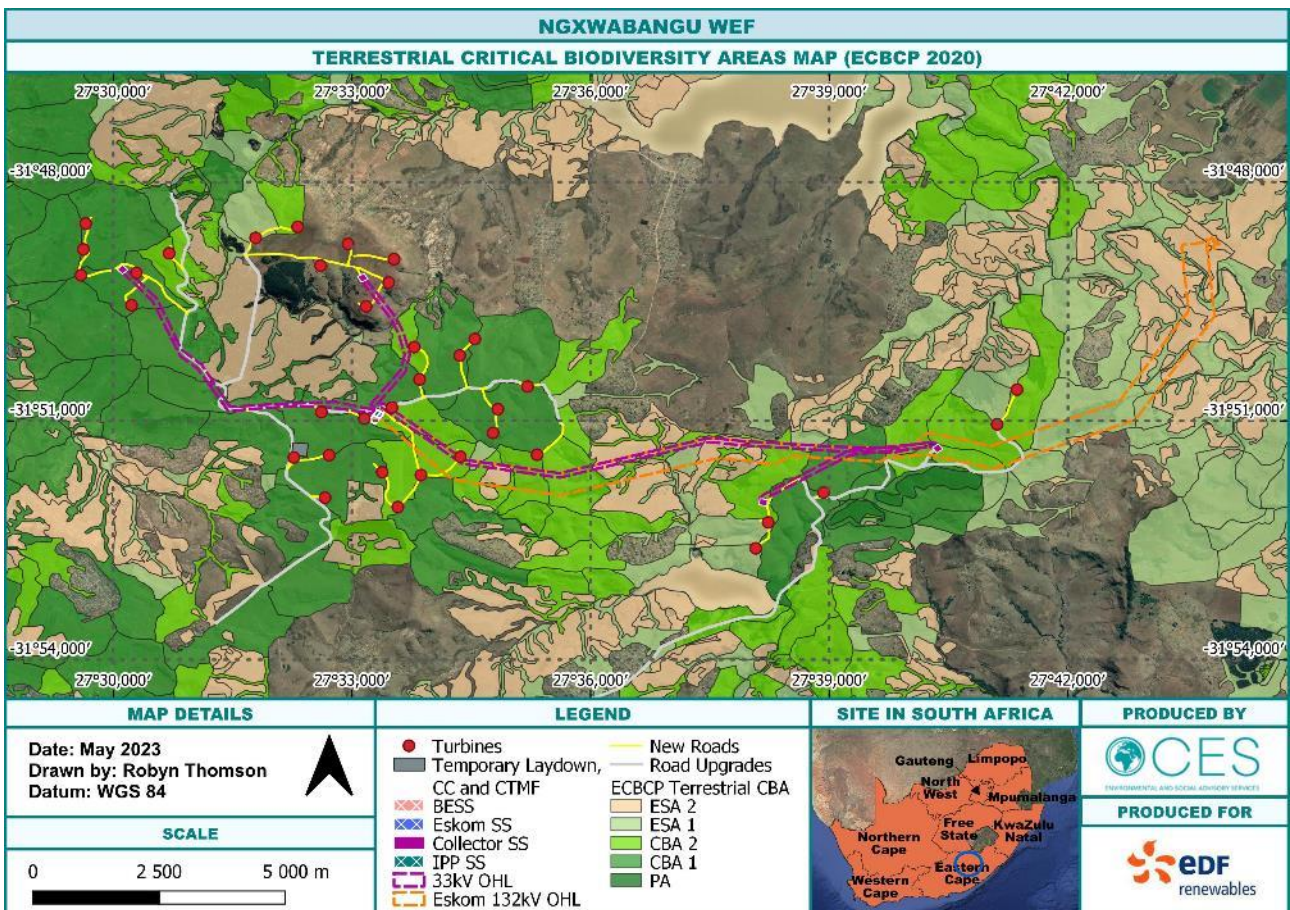 NGXWABANGU WEF
TERRESTRIAL CRITICAL BIODIVERSITY AREAS MAP (ECBCP 2020)
27°30,000' 27°33,000' 27°36,000' 27°39,000' 27°42,000'
-31°48,000' -31°48,000'
-31°51,000' -31°51,000'
-31°54,000' -31°54,000'
27°30,000' 27°33,000' 27°36,000' 27°39,000' 27°42,000'
MAP DETAILS
Date: May 2023
Drawn by: Robyn Thomson
Datum: WGS 84
SCALE
0 2 500 5 000 m
LEGEND
Turbines
Temporary Laydown,
CC and CTMF
BESS
Eskom SS
Collector SS
IPP SS
33kV OHL
Eskom 132kV OHL
New Roads
Road Upgrades
ECBCP Terrestrial CBA
ESA 2
ESA 1
CBA 2
CBA 1
PA
SITE IN SOUTH AFRICA
Gauteng
Limpopo
North
West
Mpumalanga
Free
State
KwaZulu
Natal
Northern
Cape
Eastern
Cape
Western
Cape
PRODUCED BY
CES
ENVIRONMENTAL AND SOCIAL ADVISORY SERVICES
PRODUCED FOR
eDF
renewables